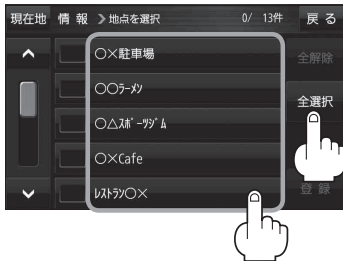 現在地 情報 ＞地点を選択 0/ 13件 戻る
○×駐車場
全解除
○○ﾗｰﾒﾝ
全選択
○△ｽﾎﾟｰﾂｼﾞﾑ
○×Cafe
ﾚｽﾄﾗﾝ○×
登録